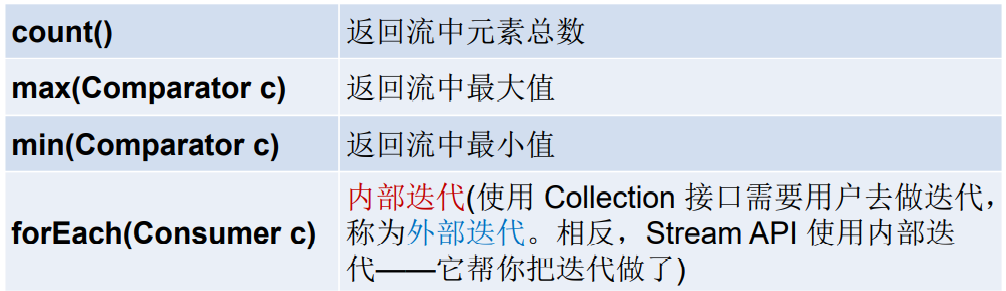 count() 返回流中元素总数
max(Comparator c) 返回流中最大值
min(Comparator c) 返回流中最小值
forEach(Consumer c) 内部迭代(使用 Collection 接口需要用户去做迭代，
称为外部迭代。相反，Stream API 使用内部迭
代——它帮你把迭代做了)